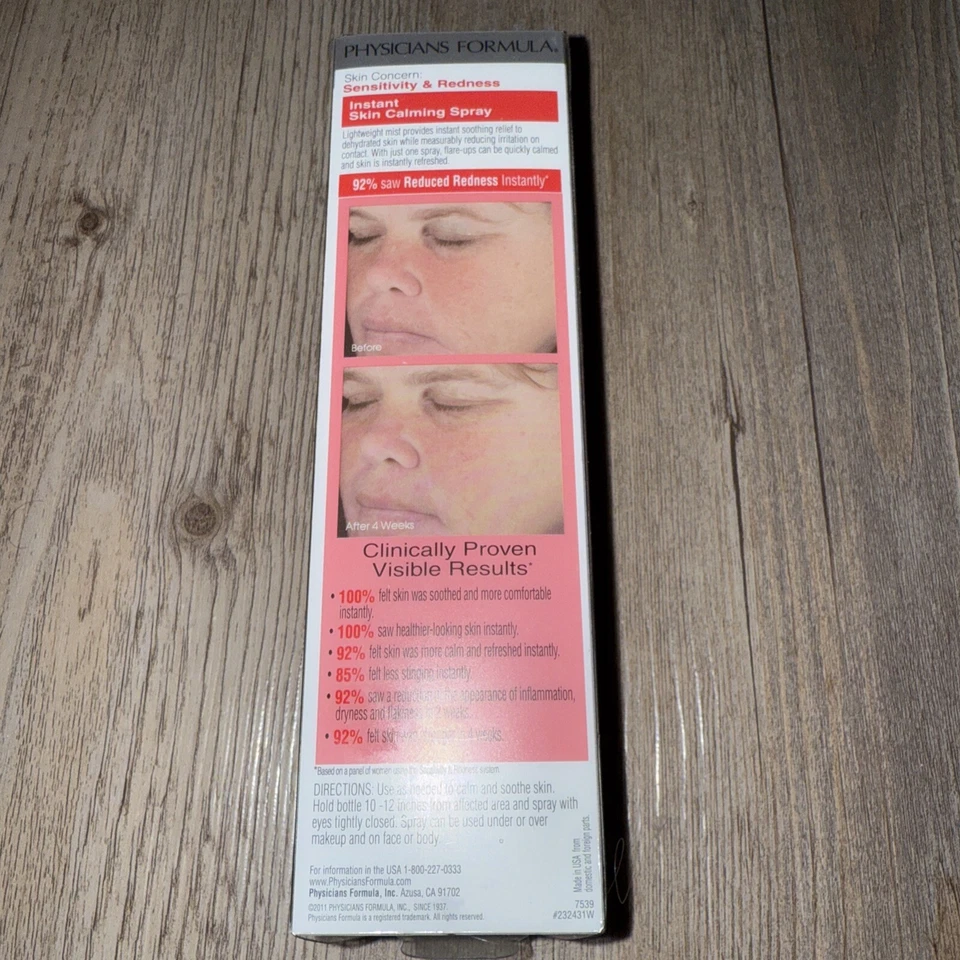 PHYSICIANS FORMULA®
Skin Concern:
Sensitivity & Redness
Instant
Skin Calming Spray
Lightweight mist provides instant soothing relief to
dehydrated skin while measurably reducing irritation on
contact. With just one spray, flare-ups can be quickly calmed
and skin is instantly refreshed.
92% saw Reduced Redness Instantly*
Before
After 4 Weeks
Clinically Proven
Visible Results*
• 100% felt skin was soothed and more comfortable
instantly.
• 100% saw healthier-looking skin instantly.
• 92% felt skin was more calm and refreshed instantly.
• 85% felt less stinging instantly.
• 92% saw a reduction in the appearance of inflammation,
dryness and flakiness in 2 weeks.
• 92% felt skin was weeks.
*Based on a panel of women using the system.
DIRECTIONS: Use as needed to calm and soothe skin.
Hold bottle 10 -12 inches from affected area and spray with
eyes tightly closed. Spray can be used under or over
makeup and on face or body.
For information in the USA 1-800-227-0333
www.PhysiciansFormula.com
Physicians Formula, Inc. Azusa, CA 91702
©2011 PHYSICIANS FORMULA, INC., SINCE 1937.
Physicians Formula is a registered trademark. All rights reserved.
Made in USA from
domestic and foreign parts.
7539
#232431W